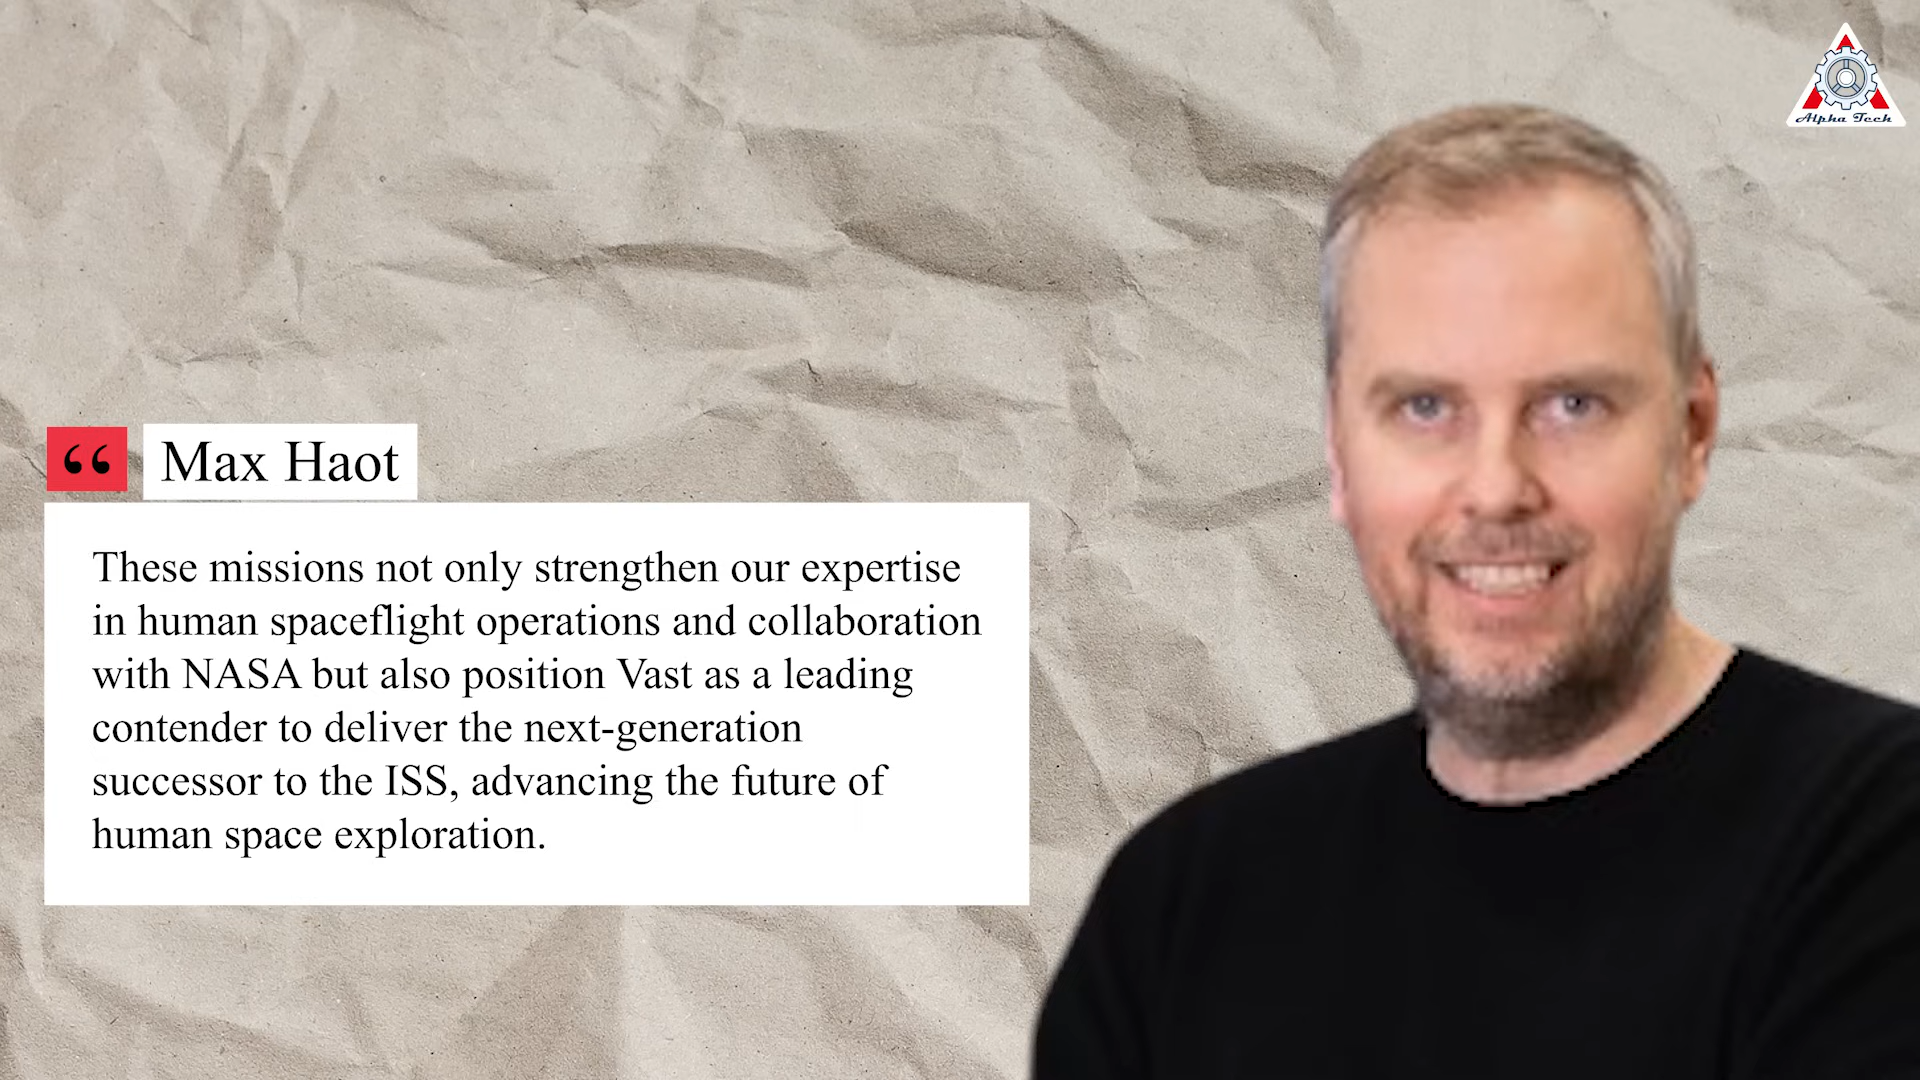 Alpha Tech
“ Max Haot
These missions not only strengthen our expertise
in human spaceflight operations and collaboration
with NASA but also position Vast as a leading
contender to deliver the next-generation
successor to the ISS, advancing the future of
human space exploration.